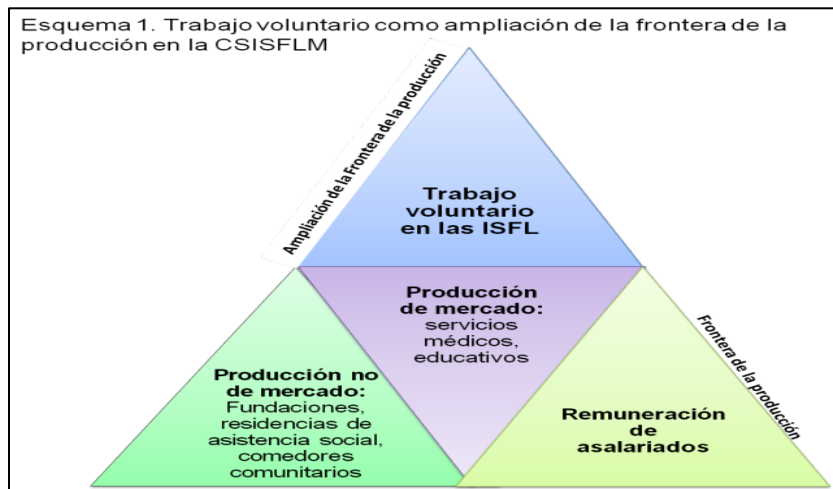 Esquema 1. Trabajo voluntario como ampliación de la frontera de la
producción en la CSISFLM
Ampliación de la Frontera de la producción
Trabajo
voluntario
en las ISFL
Producción
de mercado:
servicios
médicos,
educativos
Frontera de la producción
Producción no
de mercado:
Fundaciones,
residencias de
asistencia social,
comedores
comunitarios
Remuneración
de
asalariados